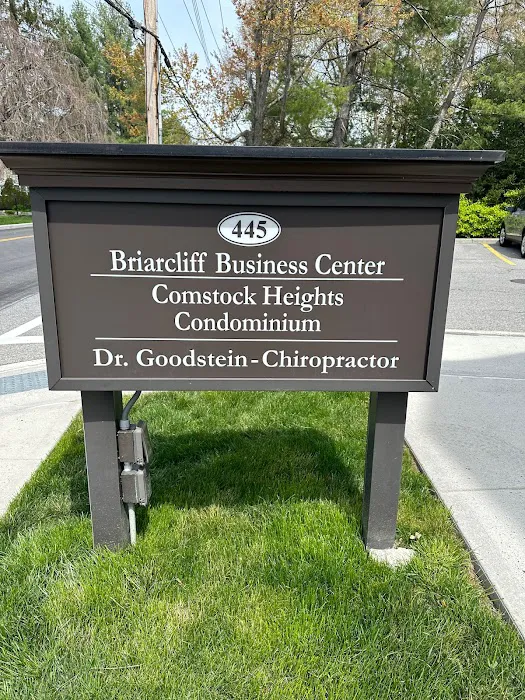 445
Briarcliff Business Center
Comstock Heights
Condominium
Dr. Goodstein-Chiropractor